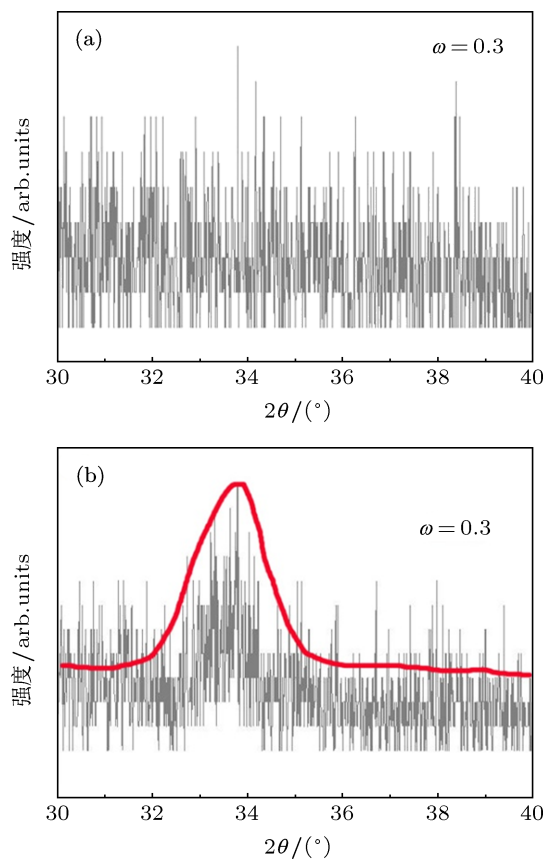 (a)
ω = 0.3
强度/arb.units
30 32 34 36 38 40
2θ/(°)
(b)
ω = 0.3
强度/arb.units
30 32 34 36 38 40
2θ/(°)